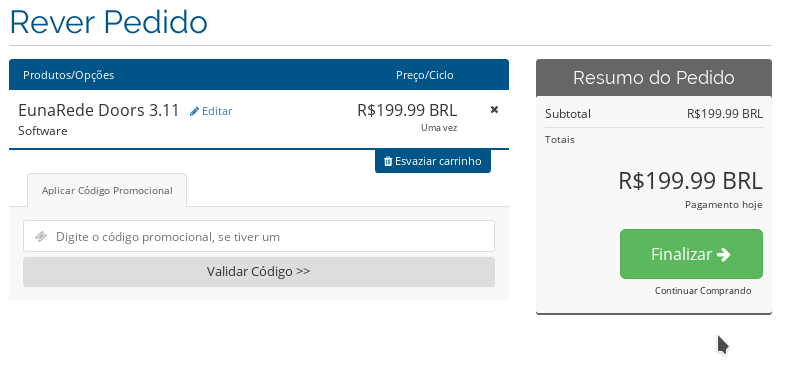 Rever Pedido
Produtos/Opções Preço/Ciclo
EunaRede Doors 3.11 Editar R$199.99 BRL
Software Uma vez
Esvaziar carrinho
Aplicar Código Promocional
Digite o código promocional, se tiver um
Validar Código >>
Resumo do Pedido
Subtotal R$199.99 BRL
Totais
R$199.99 BRL
Pagamento hoje
Finalizar
Continuar Comprando